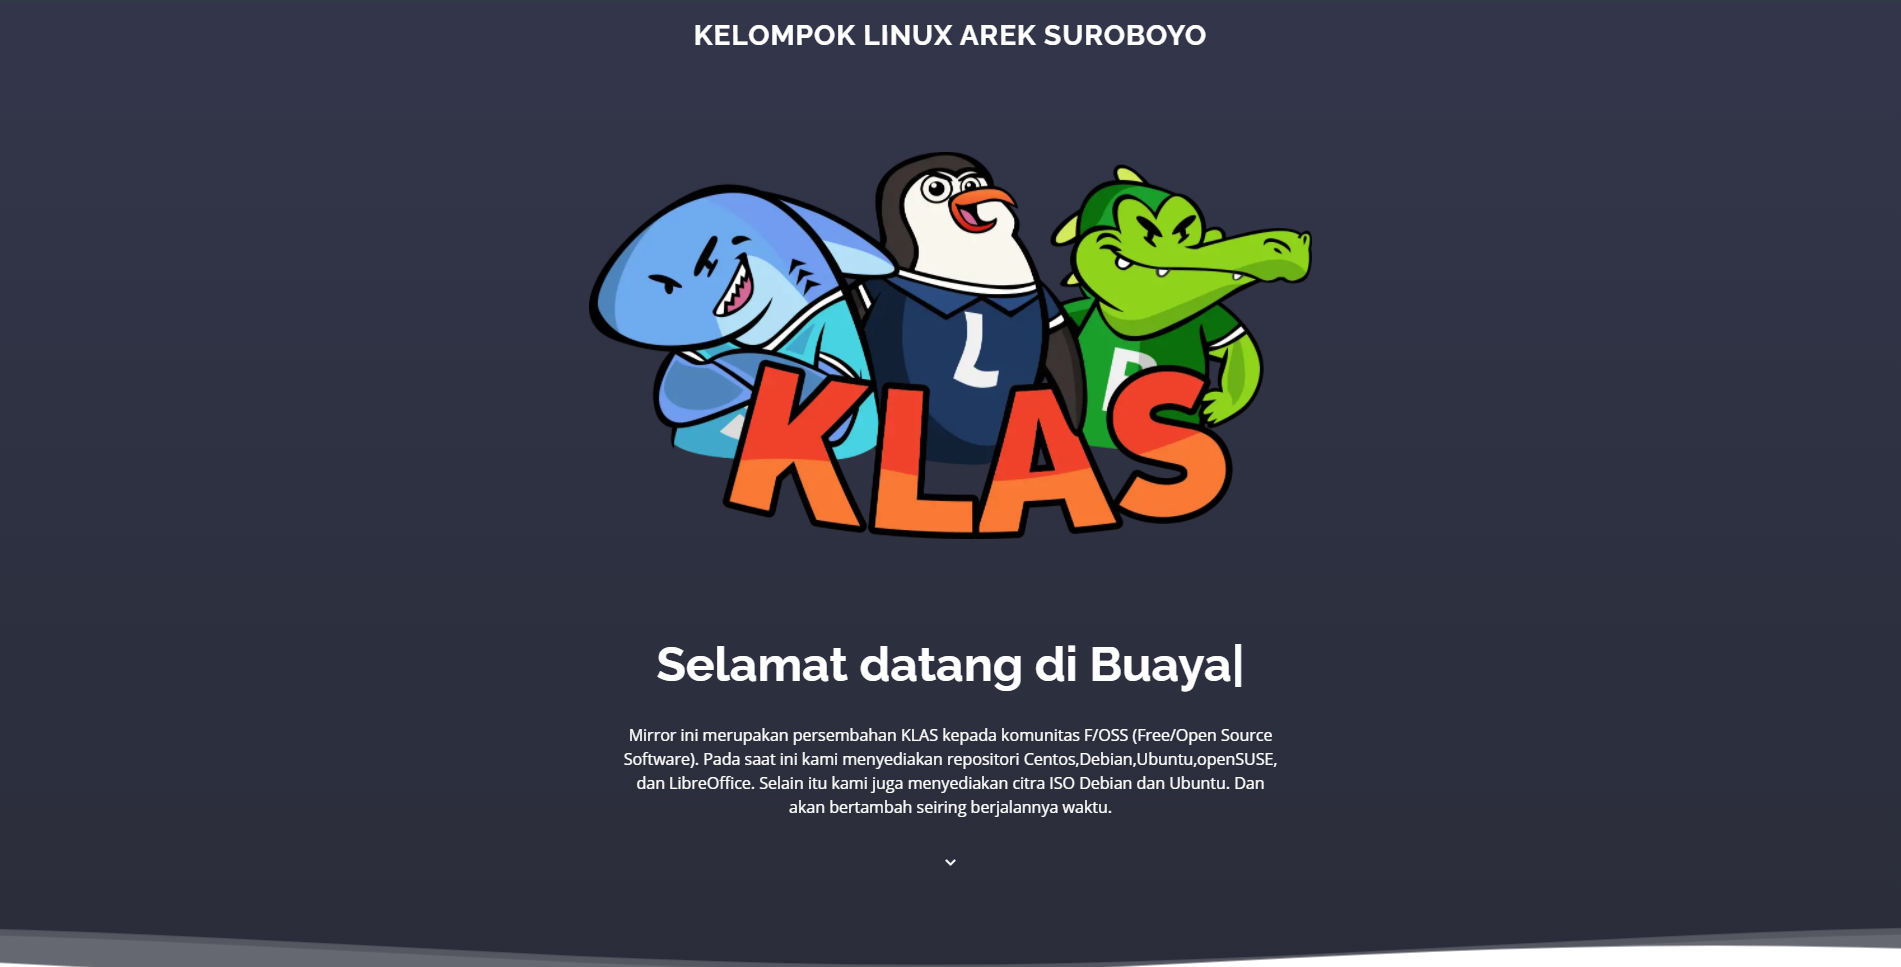 KELOMPOK LINUX AREK SUROBOYO
L
KLAS
Selamat datang di Buaya|
Mirror ini merupakan persembahan KLAS kepada komunitas F/OSS (Free/Open Source
Software). Pada saat ini kami menyediakan repositori Centos,Debian,Ubuntu,openSUSE,
dan LibreOffice. Selain itu kami juga menyediakan citra ISO Debian dan Ubuntu. Dan
akan bertambah seiring berjalannya waktu.